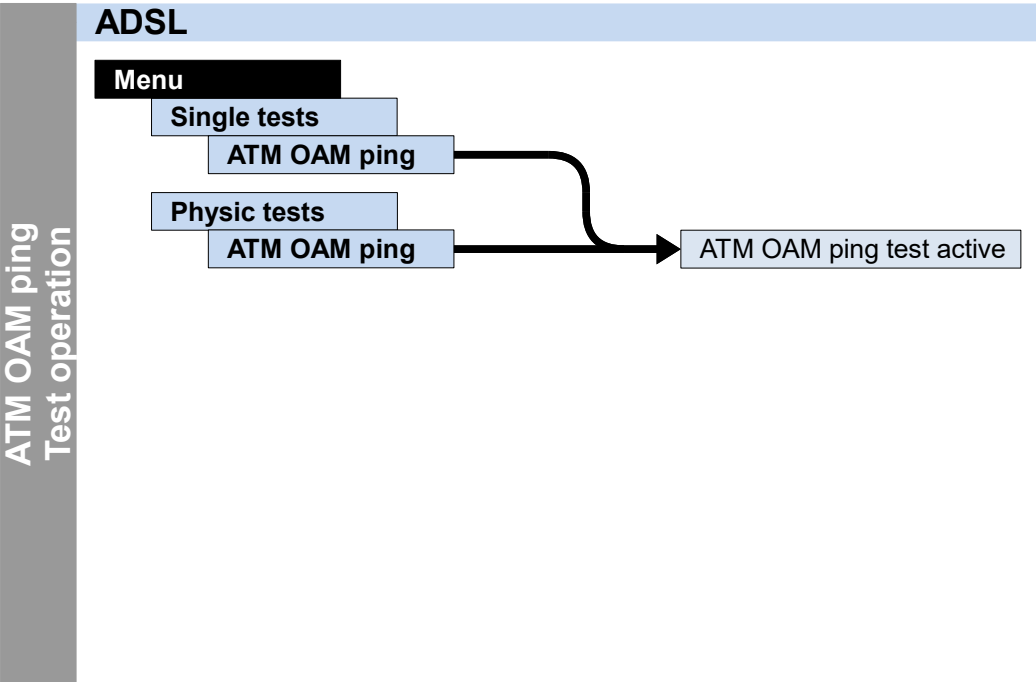 ADSL
Menu
Single tests
ATM OAM ping
Physic tests
ATM OAM ping
ATM OAM ping test active
ATM OAM ping
Test operation